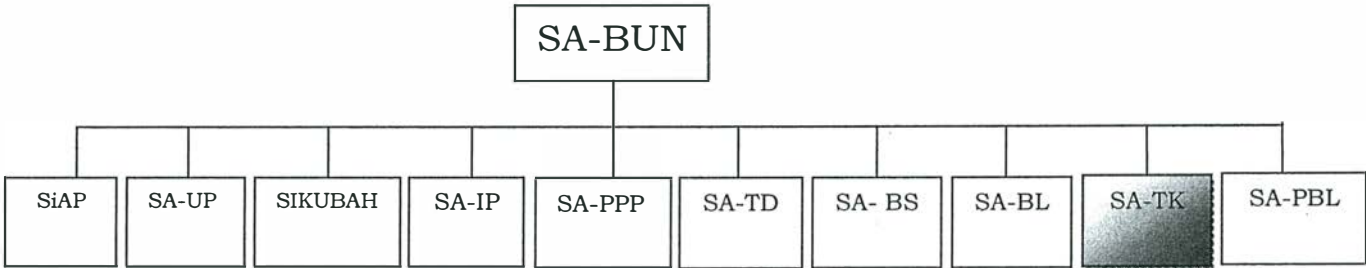 SA-BUN
SiAP
SA-UP
SIKUBAH
SA-IP
SA-PPP
SA-TD
SA- BS
SA-BL
SA-TK
SA-PBL